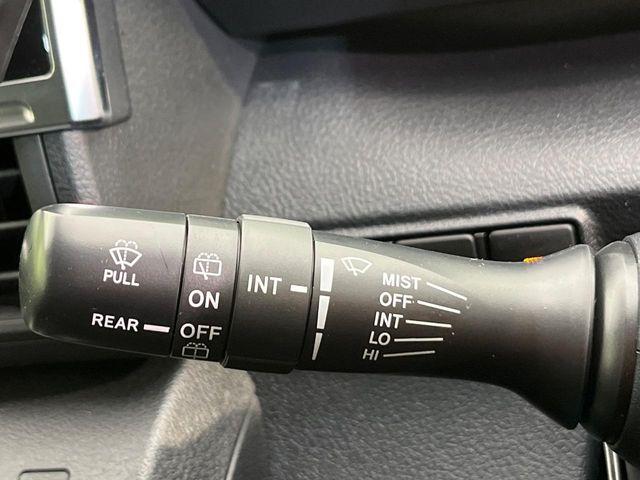 PULL
REAR
ON
OFF
INT
MIST
OFF
INT
LO
HI